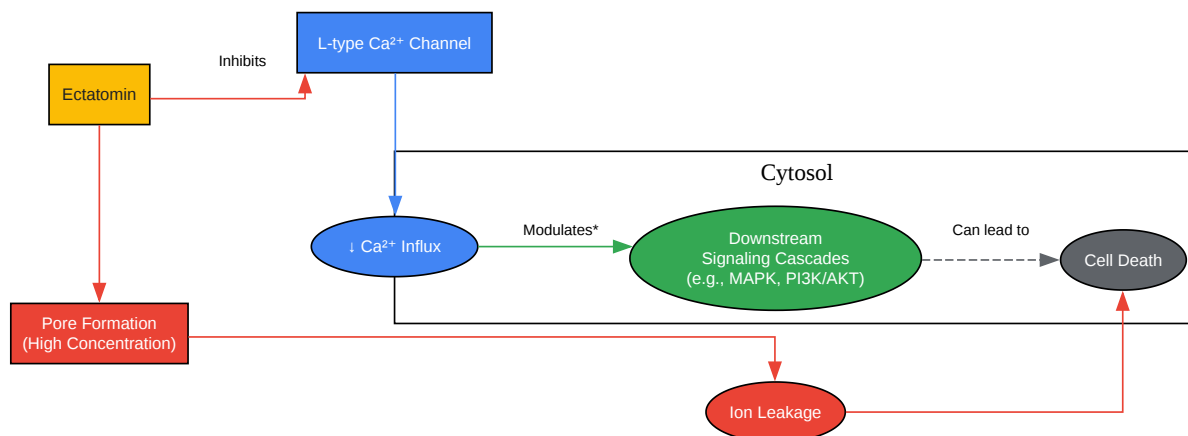 L-type Ca²⁺ Channel
Inhibits
Ectatomin
Cytosol
↓ Ca²⁺ Influx
Modulates*
Downstream
Signaling Cascades
(e.g., MAPK, PI3K/AKT)
Can lead to
Cell Death
Pore Formation
(High Concentration)
Ion Leakage